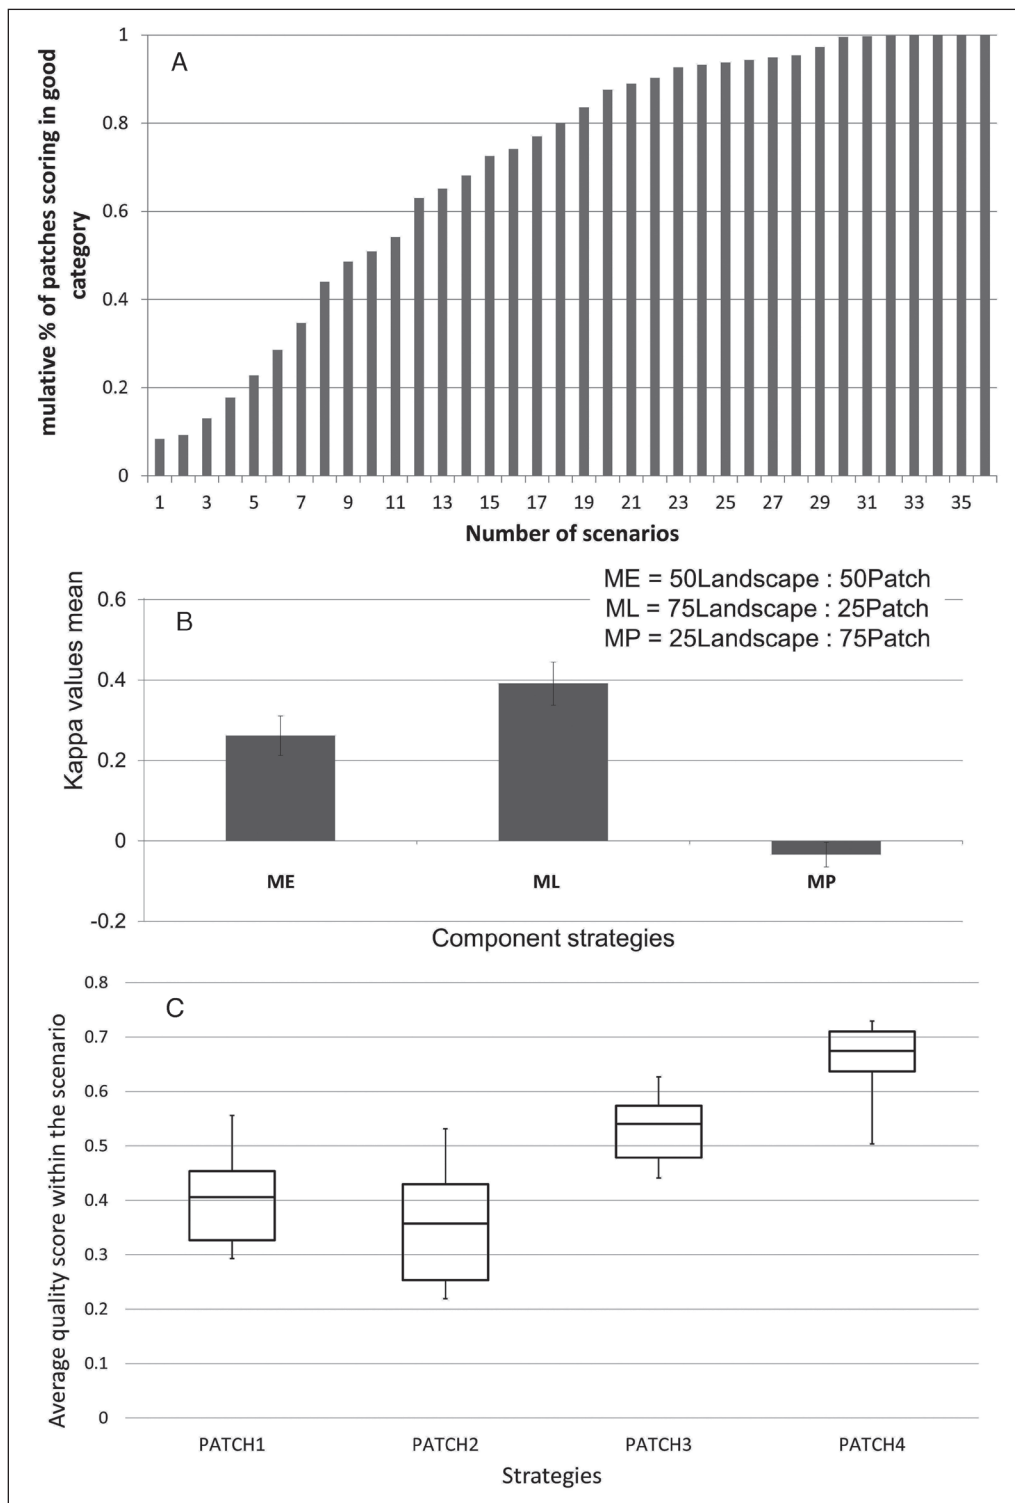 A
mulative % of patches scoring in good
category
1
0.8
0.6
0.4
0.2
0
1 3 5 7 9 11 13 15 17 19 21 23 25 27 29 31 33 35
Number of scenarios
B
ME = 50Landscape : 50Patch
ML = 75Landscape : 25Patch
MP = 25Landscape : 75Patch
Kappa values mean
0.6
0.4
0.2
0
-0.2
ME ML MP
Component strategies
C
Average quality score within the scenario
0.8
0.7
0.6
0.5
0.4
0.3
0.2
0.1
0
PATCH1 PATCH2 PATCH3 PATCH4
Strategies